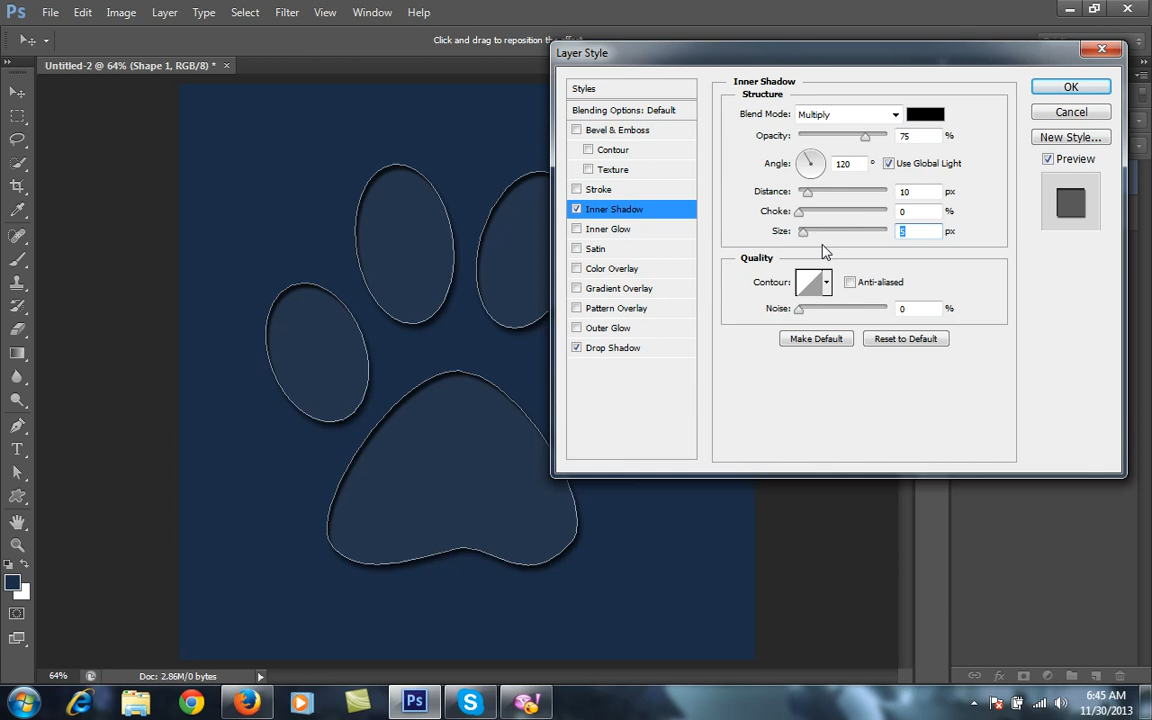 Ps File Edit Image Layer Type Select Filter View Window Help
Click and drag to reposition the effect
Untitled-2 @ 64% (Shape 1, RGB/8) *
Layer Style
Styles
Blending Options: Default
Bevel & Emboss
Contour
Texture
Stroke
Inner Shadow
Inner Glow
Satin
Color Overlay
Gradient Overlay
Pattern Overlay
Outer Glow
Drop Shadow
Inner Shadow
Structure
Blend Mode: Multiply
Opacity: 75 %
Angle: 120 ° Use Global Light
Distance: 10 px
Choke: 0 %
Size: 5 px
Quality
Contour: Anti-aliased
Noise: 0 %
Make Default Reset to Default
OK
Cancel
New Style...
Preview
64% Doc: 2.86M/0 bytes
Ps
6:45 AM
11/30/2013